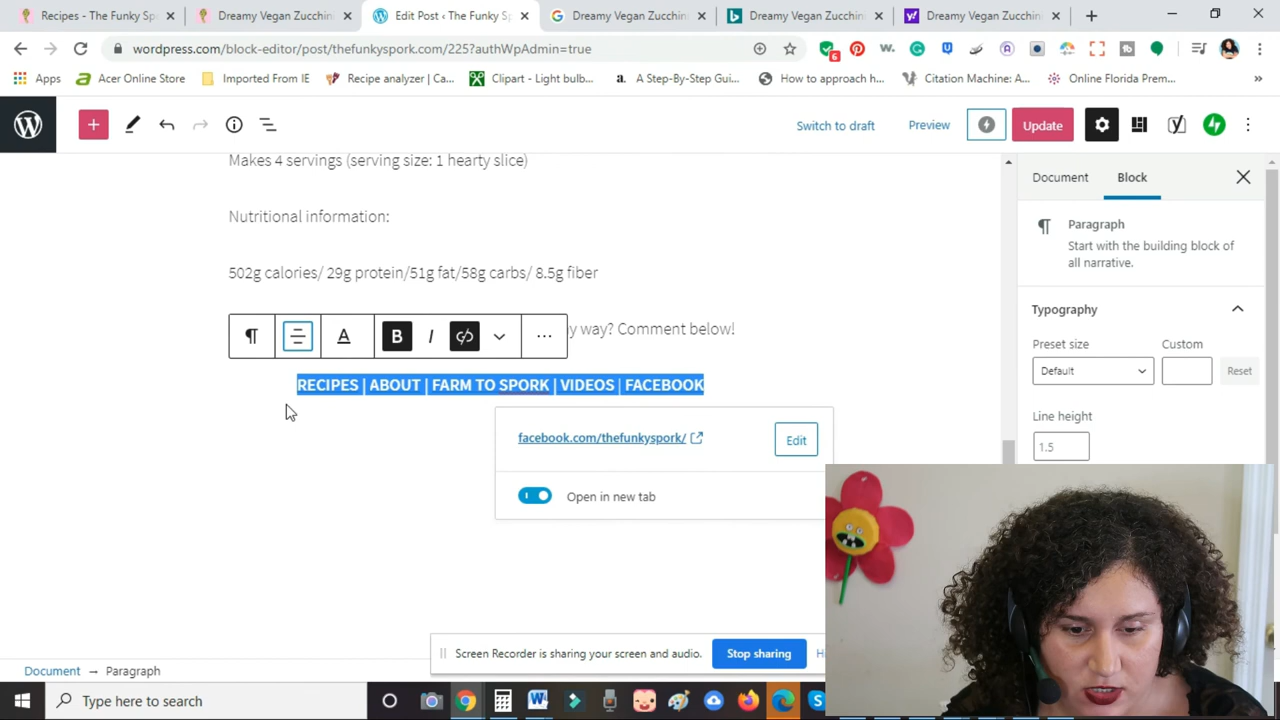 Recipes - The Funky Sp
Dreamy Vegan Zucchini
Edit Post ‹ The Funky S
Dreamy Vegan Zucchin
Dreamy Vegan Zucchin
Dreamy Vegan Zucchin
wordpress.com/block-editor/post/thefunkyspork.com/225?authWpAdmin=true
6
Apps
Acer Online Store
Imported From IE
Recipe analyzer | Ca...
Clipart - Light bulb...
A Step-By-Step Gui...
How to approach h...
Citation Machine: A...
Online Florida Prem...
Switch to draft
Preview
Update
Makes 4 servings (serving size: 1 hearty slice)
Document
Block
Nutritional information:
Paragraph
Start with the building block of
all narrative.
502g calories/ 29g protein/51g fat/58g carbs/ 8.5g fiber
Typography
y way? Comment below!
Preset size
Custom
Default
Reset
RECIPES | ABOUT | FARM TO SPORK | VIDEOS | FACEBOOK
Line height
1.5
facebook.com/thefunkyspork/
Edit
Open in new tab
Screen Recorder is sharing your screen and audio.
Stop sharing
Document → Paragraph
Type here to search